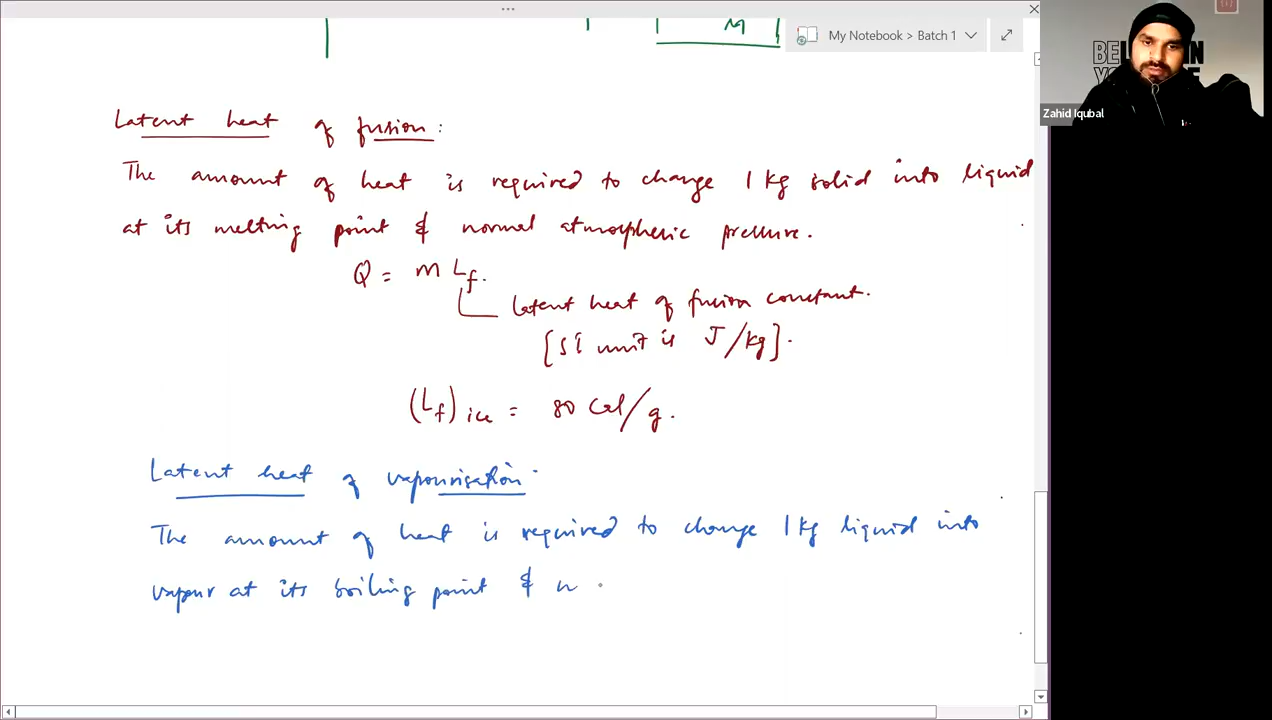 M
My Notebook > Batch 1
Zahid Iqubal
Latent heat of fusion:
The amount of heat is required to change 1 kg solid into liquid
at its melting point & normal atmospheric pressure.
Q = m Lf.
Latent heat of fusion constant.
[SI unit is J/kg].
(Lf) ice = 80 Cal/g.
Latent heat of vapourisation:
The amount of heat is required to change 1 kg liquid into
vapour at its boiling point & n